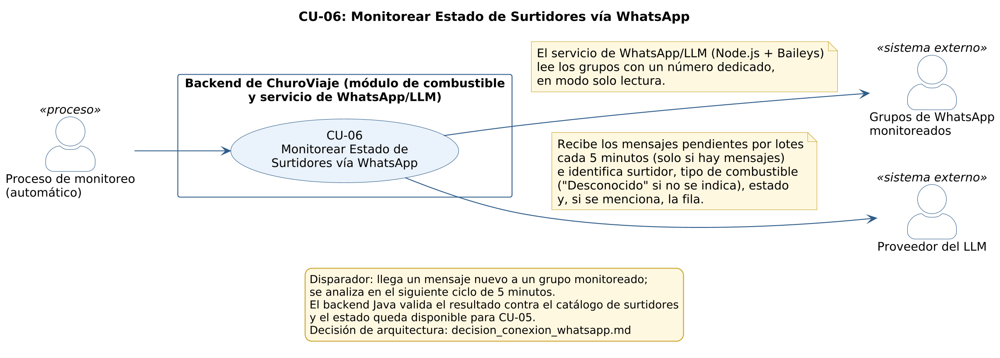 CU-06: Monitorear Estado de Surtidores vía WhatsApp
«proceso»
Proceso de monitoreo
(automático)
Backend de ChuroViaje (módulo de combustible
y servicio de WhatsApp/LLM)
CU-06
Monitorear Estado de
Surtidores vía WhatsApp
El servicio de WhatsApp/LLM (Node.js + Baileys)
lee los grupos con un número dedicado,
en modo solo lectura.
«sistema externo»
Grupos de WhatsApp
monitoreados
Recibe los mensajes pendientes por lotes
cada 5 minutos (solo si hay mensajes)
e identifica surtidor, tipo de combustible
("Desconocido" si no se indica), estado
y, si se menciona, la fila.
«sistema externo»
Proveedor del LLM
Disparador: llega un mensaje nuevo a un grupo monitoreado;
se analiza en el siguiente ciclo de 5 minutos.
El backend Java valida el resultado contra el catálogo de surtidores
y el estado queda disponible para CU-05.
Decisión de arquitectura: decision_conexion_whatsapp.md